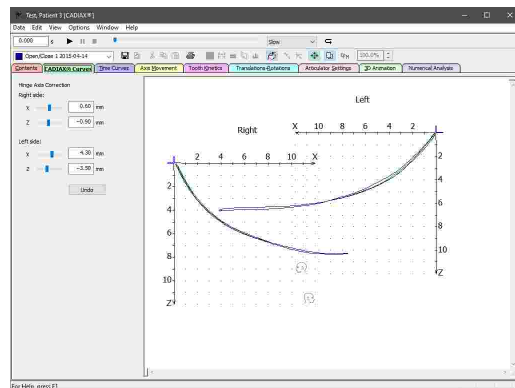 Test, Patient 3 [CADIAX®]
Data Edit View Options Window Help
0.000 s Slow
Open/Close 1 2015-04-14 100.0%
Contents CADIAX® Curves Time Curves Axis Movement Tooth Kinetics Translations-Rotations Articulator Settings 3D Animation Numerical Analysis
Hinge Axis Correction
Right side:
X 0.60 mm
Z -0.90 mm
Left side:
X 4.30 mm
Z -3.50 mm
Undo
Left
Right
X 10 8 6 4 2
2 4 6 8 10 X
2
4
6
8
10
Z
2
4
6
8
10
Z
For Help, press F1